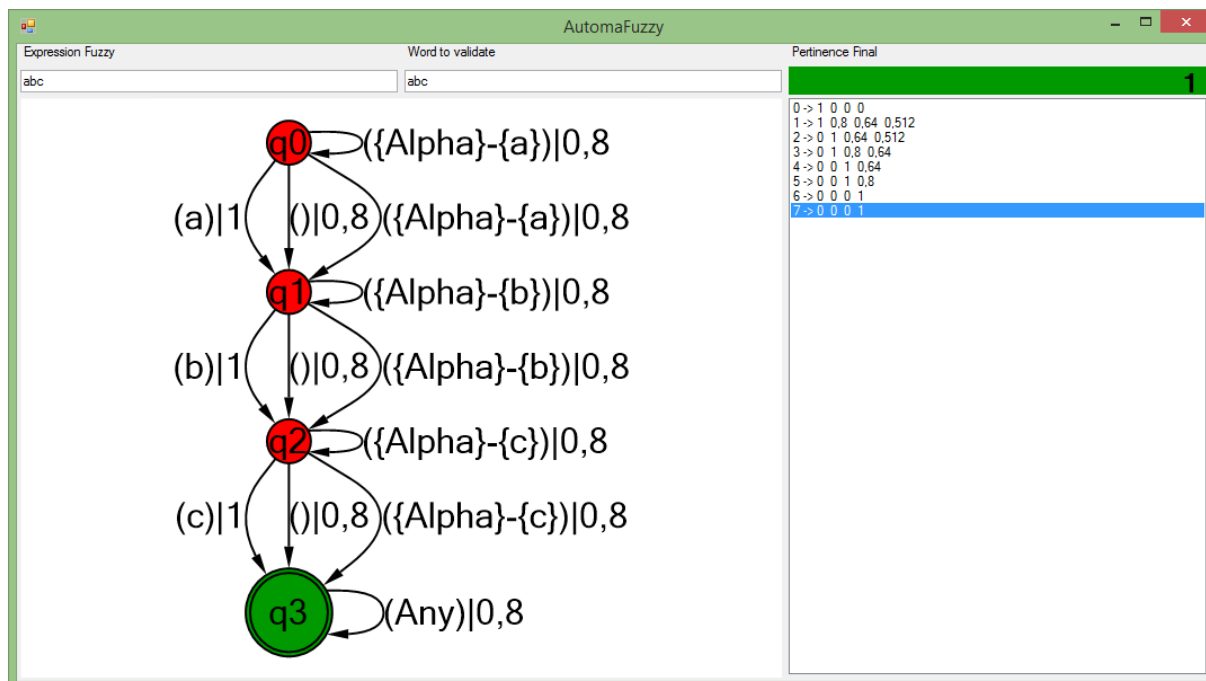 AutomaFuzzy
Expression Fuzzy Word to validate Pertinence Final
abc abc 1
0 -> 1 0 0 0
1 -> 1 0,8 0,64 0,512
2 -> 0 1 0,64 0,512
3 -> 0 1 0,8 0,64
4 -> 0 0 1 0,64
5 -> 0 0 1 0,8
6 -> 0 0 0 1
7 -> 0 0 0 1
q0 ({Alpha}-{a})|0,8
(a)|1 ()|0,8 ({Alpha}-{a})|0,8
q1 ({Alpha}-{b})|0,8
(b)|1 ()|0,8 ({Alpha}-{b})|0,8
q2 ({Alpha}-{c})|0,8
(c)|1 ()|0,8 ({Alpha}-{c})|0,8
q3 (Any)|0,8